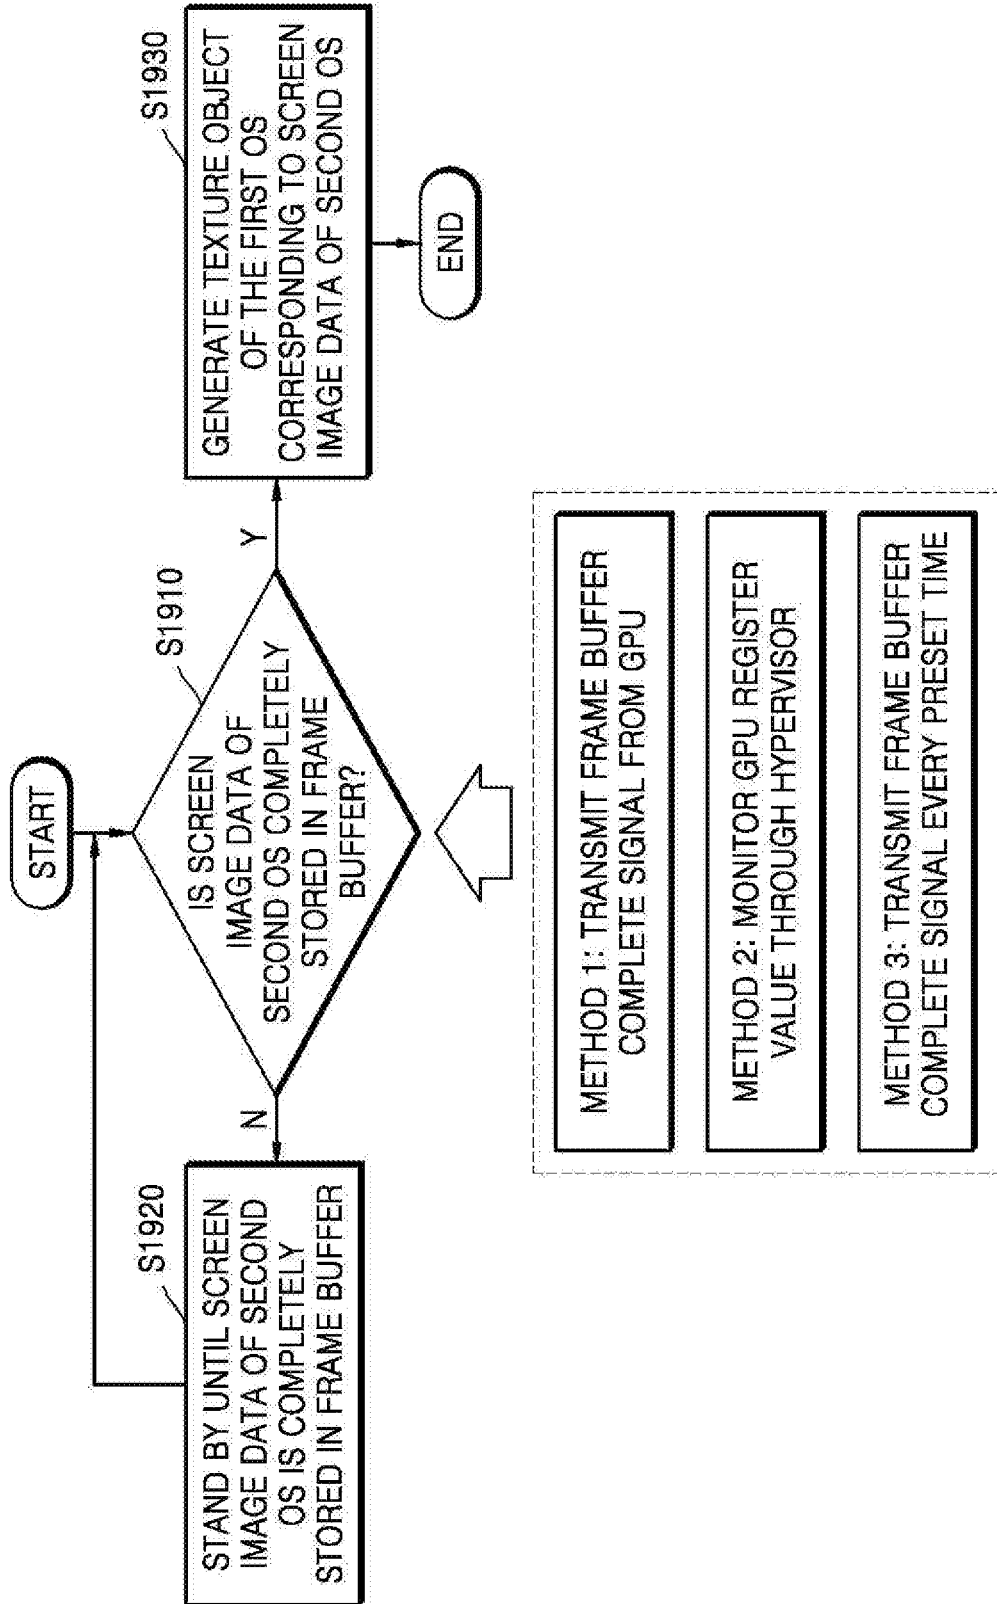 START
S1910
IS SCREEN
IMAGE DATA OF
SECOND OS COMPLETELY
STORED IN FRAME
BUFFER?
N
Y
S1920
STAND BY UNTIL SCREEN
IMAGE DATA OF SECOND
OS IS COMPLETELY
STORED IN FRAME BUFFER
S1930
GENERATE TEXTURE OBJECT
OF THE FIRST OS
CORRESPONDING TO SCREEN
IMAGE DATA OF SECOND OS
END
METHOD 1: TRANSMIT FRAME BUFFER
COMPLETE SIGNAL FROM GPU
METHOD 2: MONITOR GPU REGISTER
VALUE THROUGH HYPERVISOR
METHOD 3: TRANSMIT FRAME BUFFER
COMPLETE SIGNAL EVERY PRESET TIME